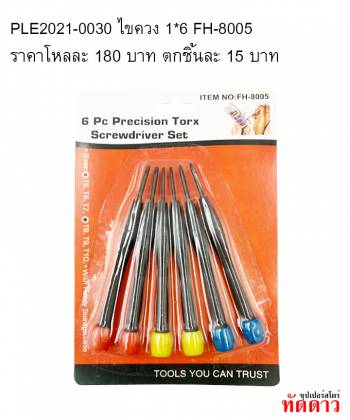 PLE2021-0030 ไขควง 1*6 FH-8005
ราคาโหลละ 180 บาท ตกชิ้นละ 15 บาท
ITEM NO:FH-8005
6 Pc Precision Torx
Screwdriver Set
TOOLS YOU CAN TRUST
ซุปเปอร์สโตร์
ทัดดาว